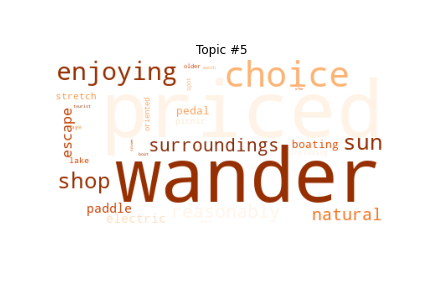 Topic #5
enjoying
choice
older
stretch
priced
tourist
pedal
oriented
picnic
escape
surroundings
boating
sun
lake
shop
wander
paddle
electric
reasonably
natural